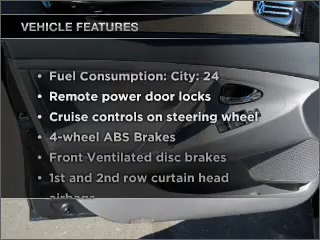 VEHICLE FEATURES
• Fuel Consumption: City: 24
• Remote power door locks
• Cruise controls on steering wheel
• 4-wheel ABS Brakes
• Front Ventilated disc brakes
• 1st and 2nd row curtain head
airbags